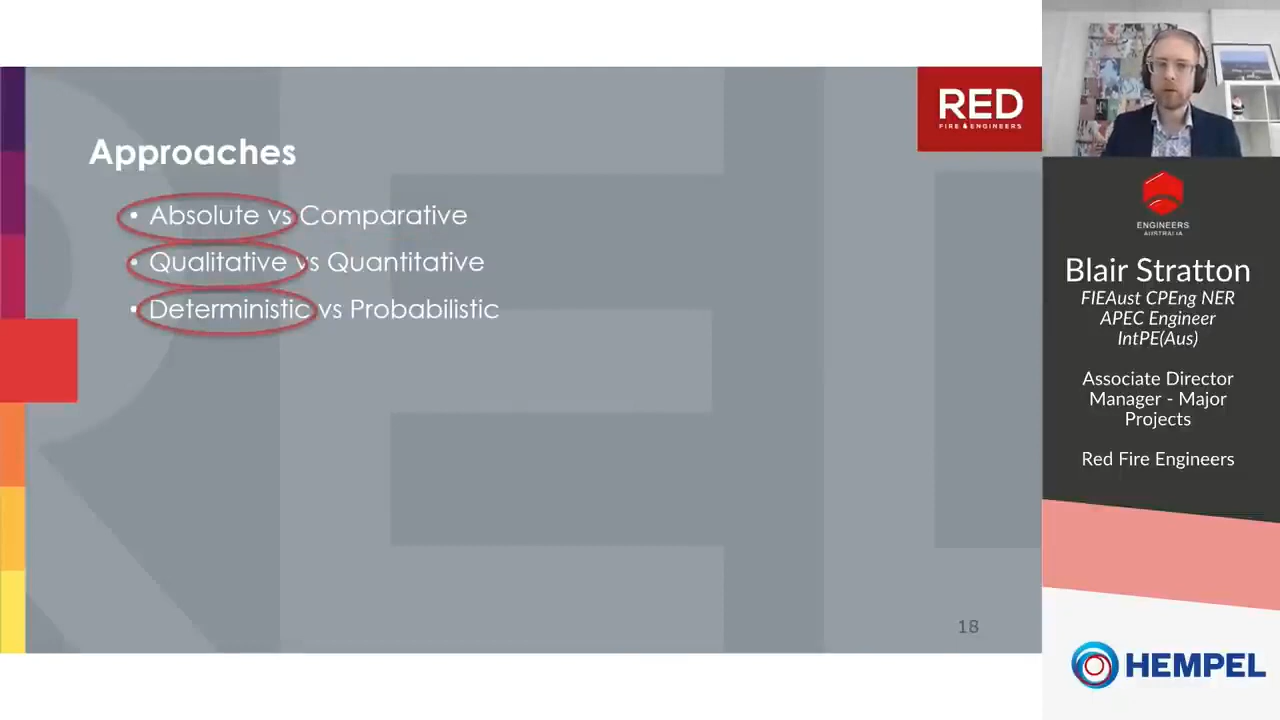 RED
FIRE & ENGINEERS
Approaches
• Absolute vs Comparative
• Qualitative vs Quantitative
• Deterministic vs Probabilistic
18
ENGINEERS
AUSTRALIA
Blair Stratton
FIEAust CPEng NER
APEC Engineer
IntPE(Aus)
Associate Director
Manager - Major
Projects
Red Fire Engineers
HEMPEL